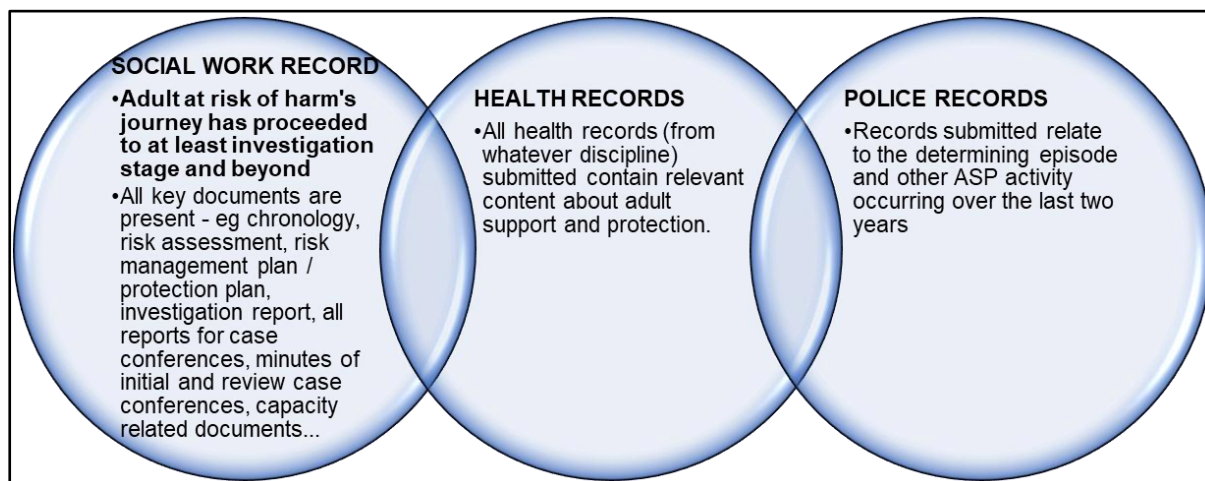 SOCIAL WORK RECORD
•Adult at risk of harm's
journey has proceeded
to at least investigation
stage and beyond
•All key documents are
present - eg chronology,
risk assessment, risk
management plan /
protection plan,
investigation report, all
reports for case
conferences, minutes of
initial and review case
conferences, capacity
related documents...
HEALTH RECORDS
•All health records (from
whatever discipline)
submitted contain relevant
content about adult
support and protection.
POLICE RECORDS
•Records submitted relate
to the determining episode
and other ASP activity
occurring over the last two
years